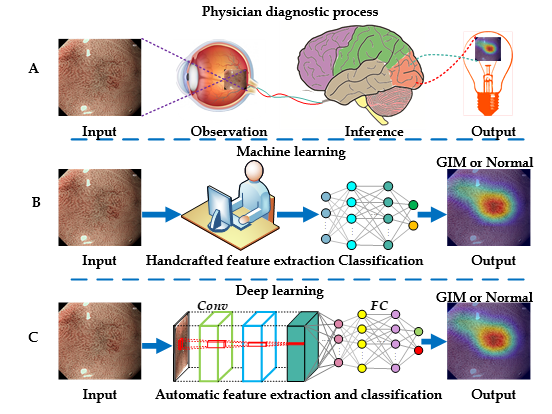 Physician diagnostic process
A
Input Observation Inference Output
Machine learning
GIM or Normal
B
Input Handcrafted feature extraction Classification Output
Deep learning
GIM or Normal
Conv FC
C
Input Automatic feature extraction and classification Output